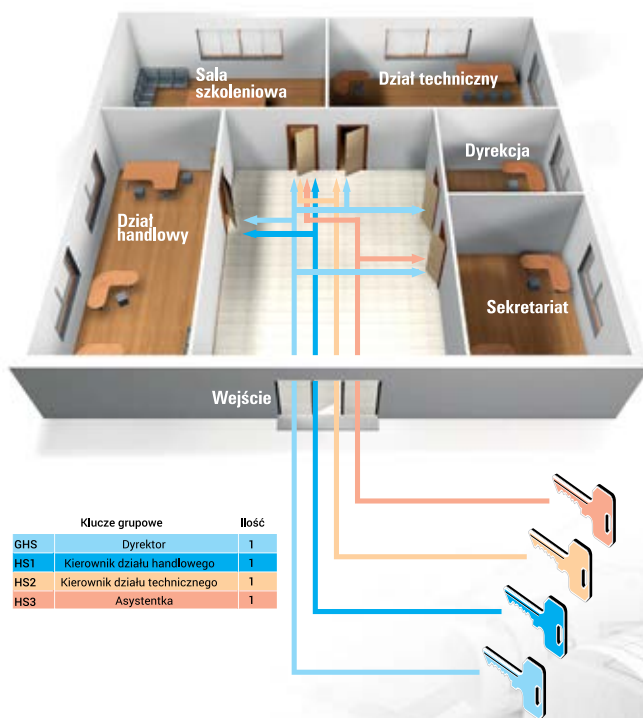 Sala
szkoleniowa
Dział techniczny
Dyrekcja
Dział
handlowy
Sekretariat
Wejście
Klucze grupowe Ilość
GHS Dyrektor 1
HS1 Kierownik działu handlowego 1
HS2 Kierownik działu technicznego 1
HS3 Asystentka 1